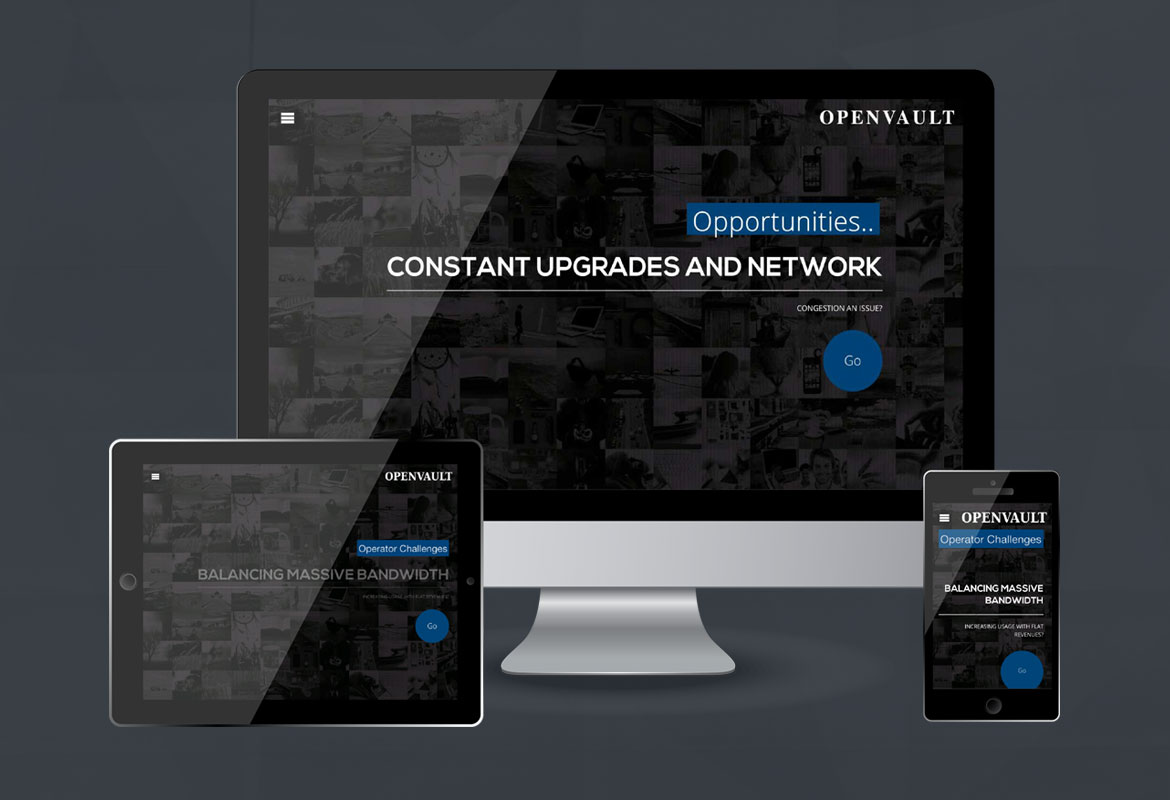 OPENVAULT
Opportunities..
CONSTANT UPGRADES AND NETWORK
CONGESTION AN ISSUE?
Go
OPENVAULT
Operator Challenges
BALANCING MASSIVE BANDWIDTH
Go
OPENVAULT
Operator Challenges
BALANCING MASSIVE
BANDWIDTH
INCREASING USAGE WITH FLAT
REVENUES?
Go